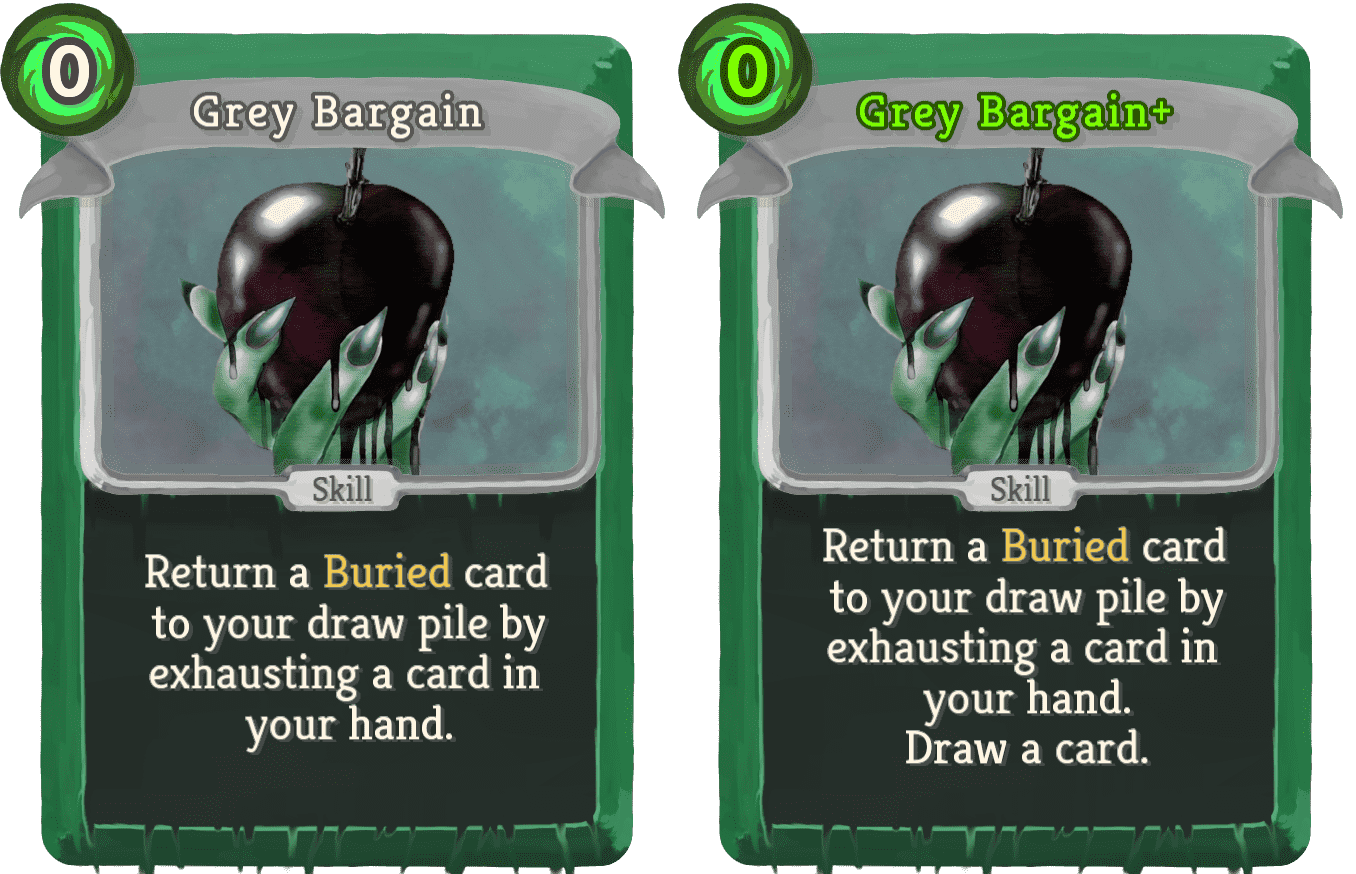 0
Grey Bargain
Skill
Return a Buried card
to your draw pile by
exhausting a card in
your hand.
0
Grey Bargain+
Skill
Return a Buried card
to your draw pile by
exhausting a card in
your hand.
Draw a card.